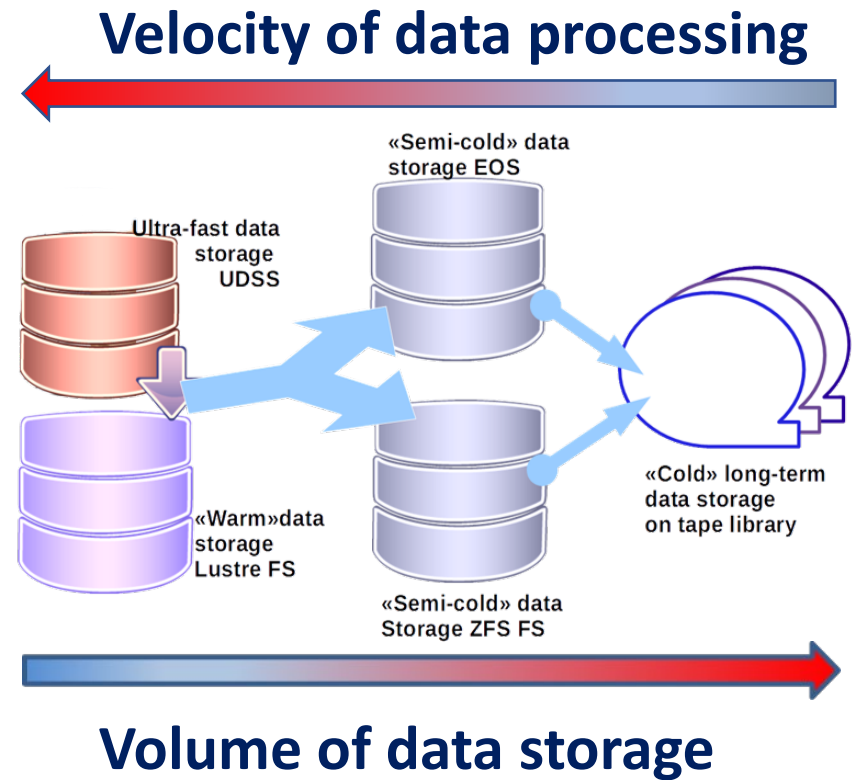 Velocity of data processing
«Semi-cold» data
storage EOS
Ultra-fast data
storage
UDSS
«Warm»data
storage
Lustre FS
«Cold» long-term
data storage
on tape library
«Semi-cold» data
Storage ZFS FS
Volume of data storage